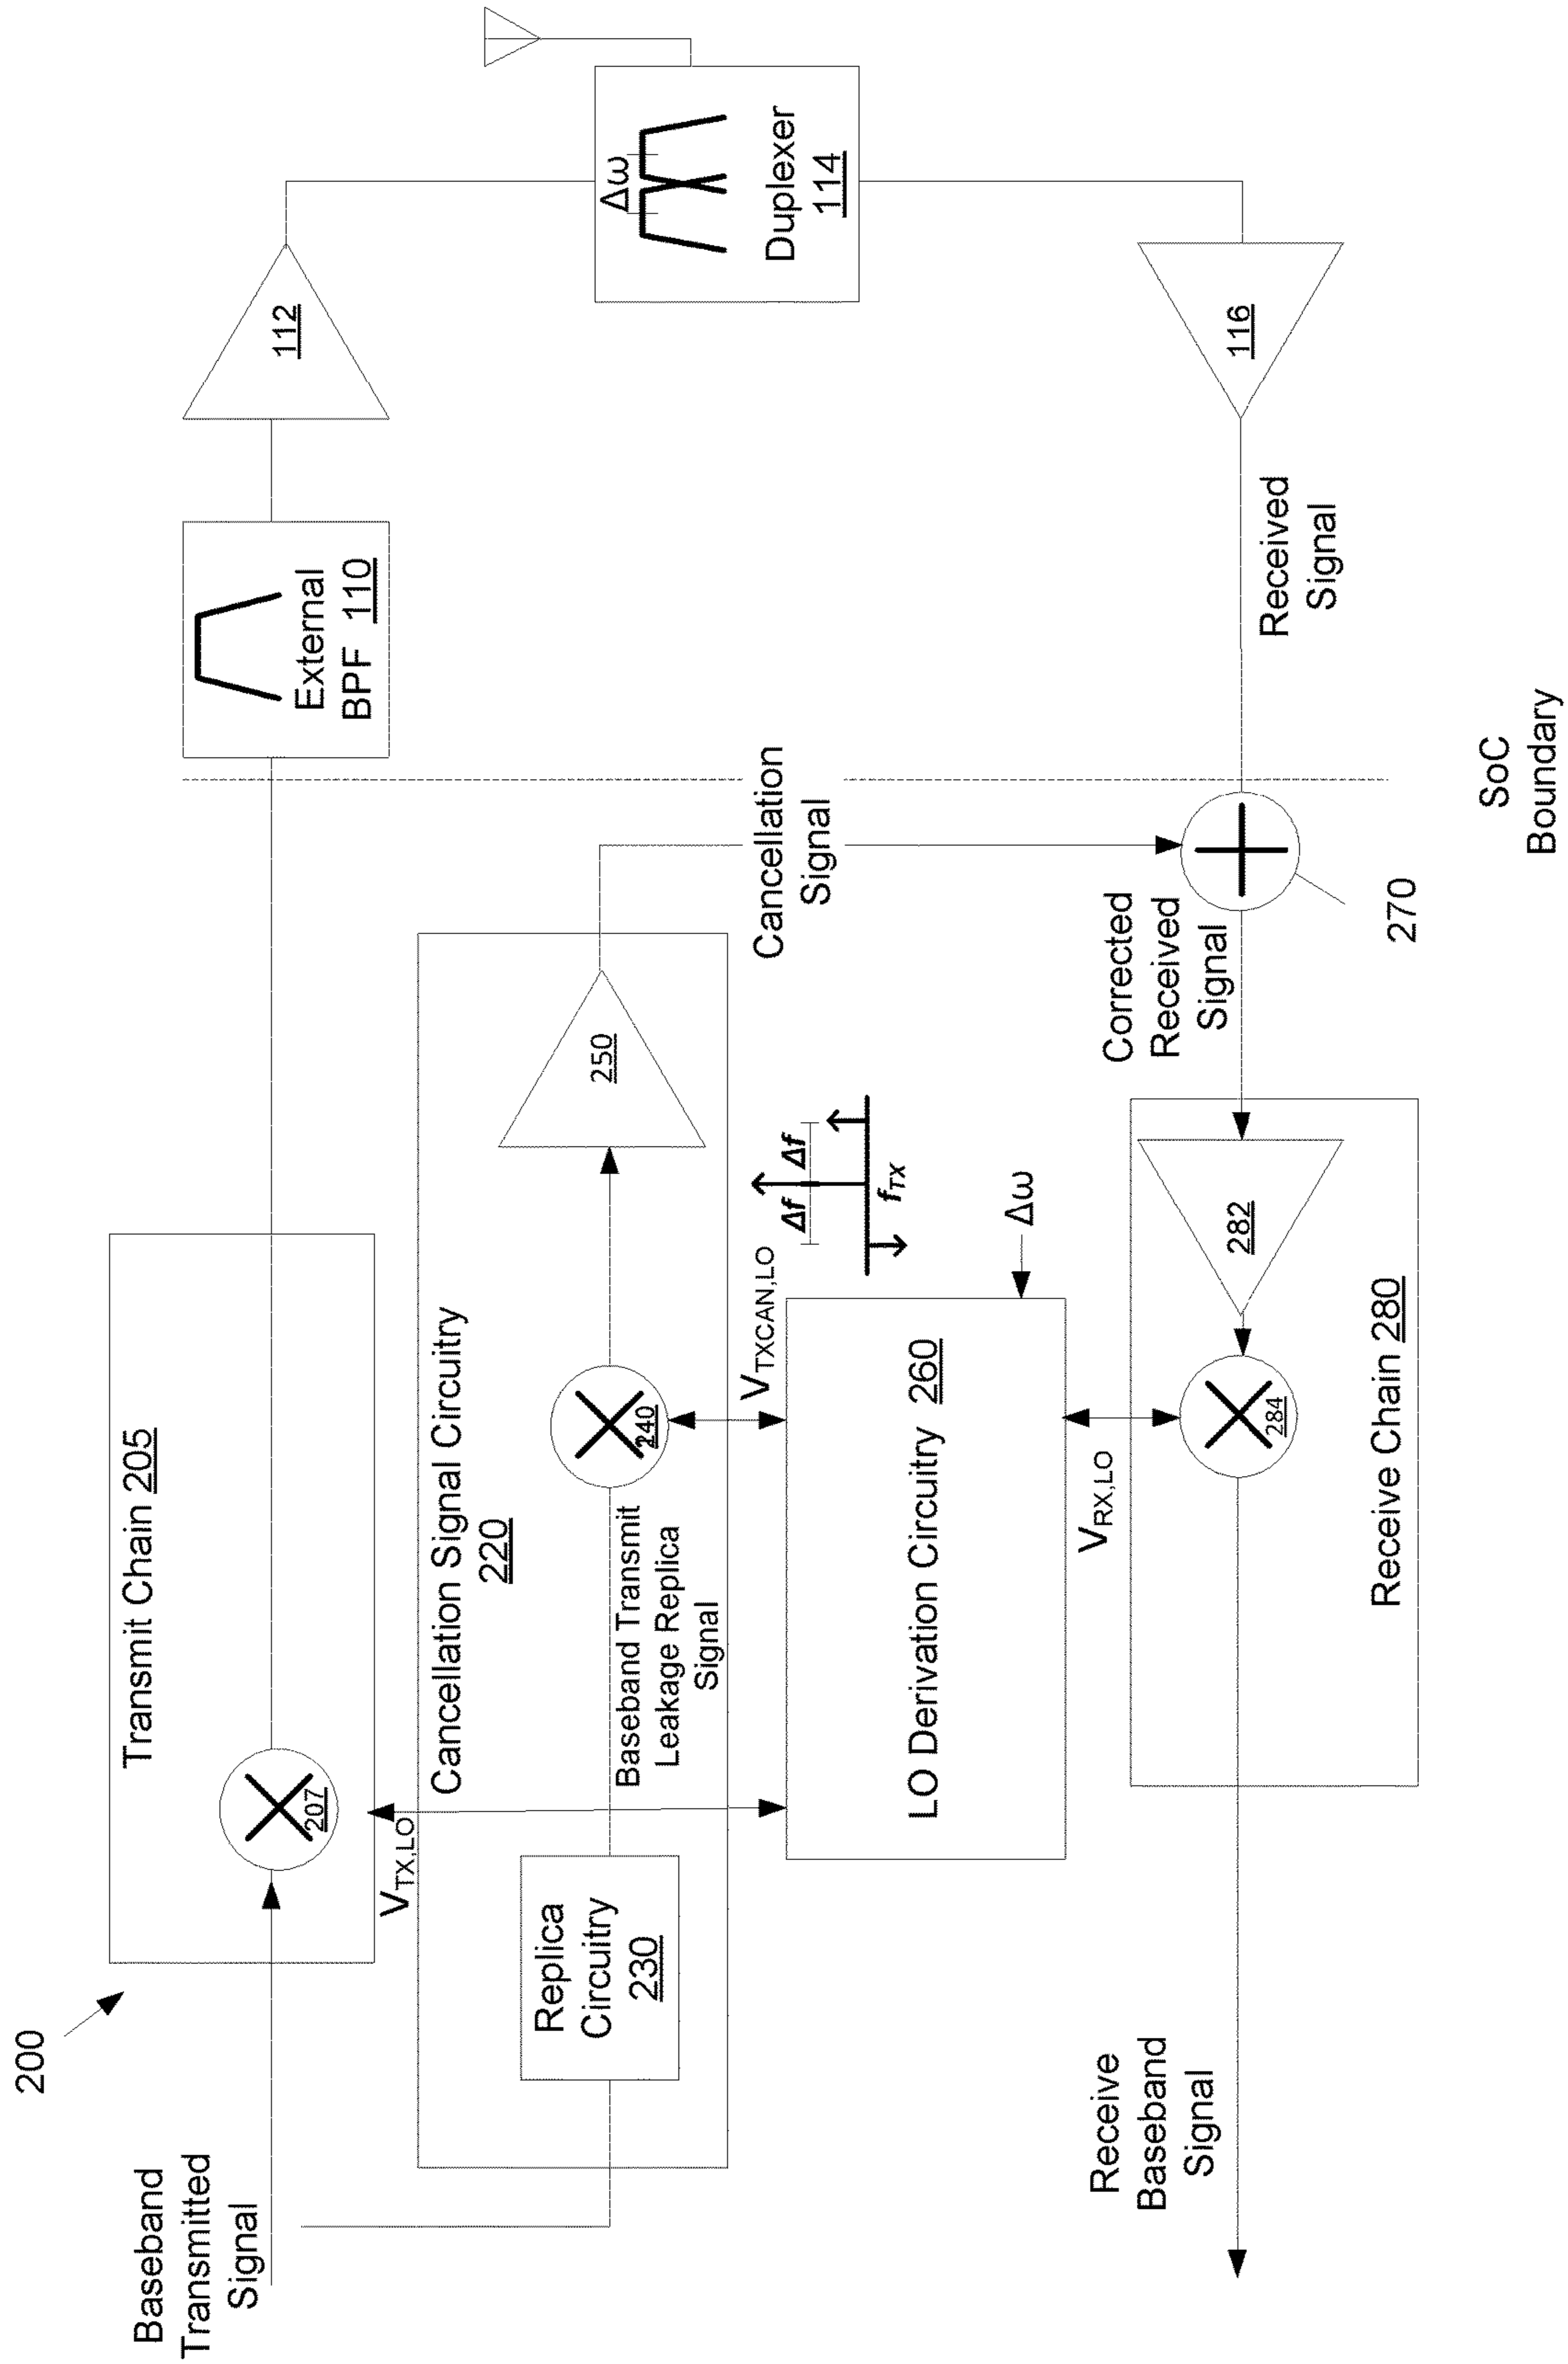 200
Baseband
Transmitted
Signal
Transmit Chain 205
207
V_TX,LO
External
BPF 110
112
Δω
Duplexer
114
116
Received
Signal
Cancellation Signal Circuitry
220
Replica
Circuitry
230
Baseband Transmit
Leakage Replica
Signal
240
250
Cancellation
Signal
V_TXCAN,LO
Δf Δf
f_TX
LO Derivation Circuitry 260
Δω
V_RX,LO
Corrected
Received
Signal
270
SoC
Boundary
282
284
Receive Chain 280
Receive
Baseband
Signal